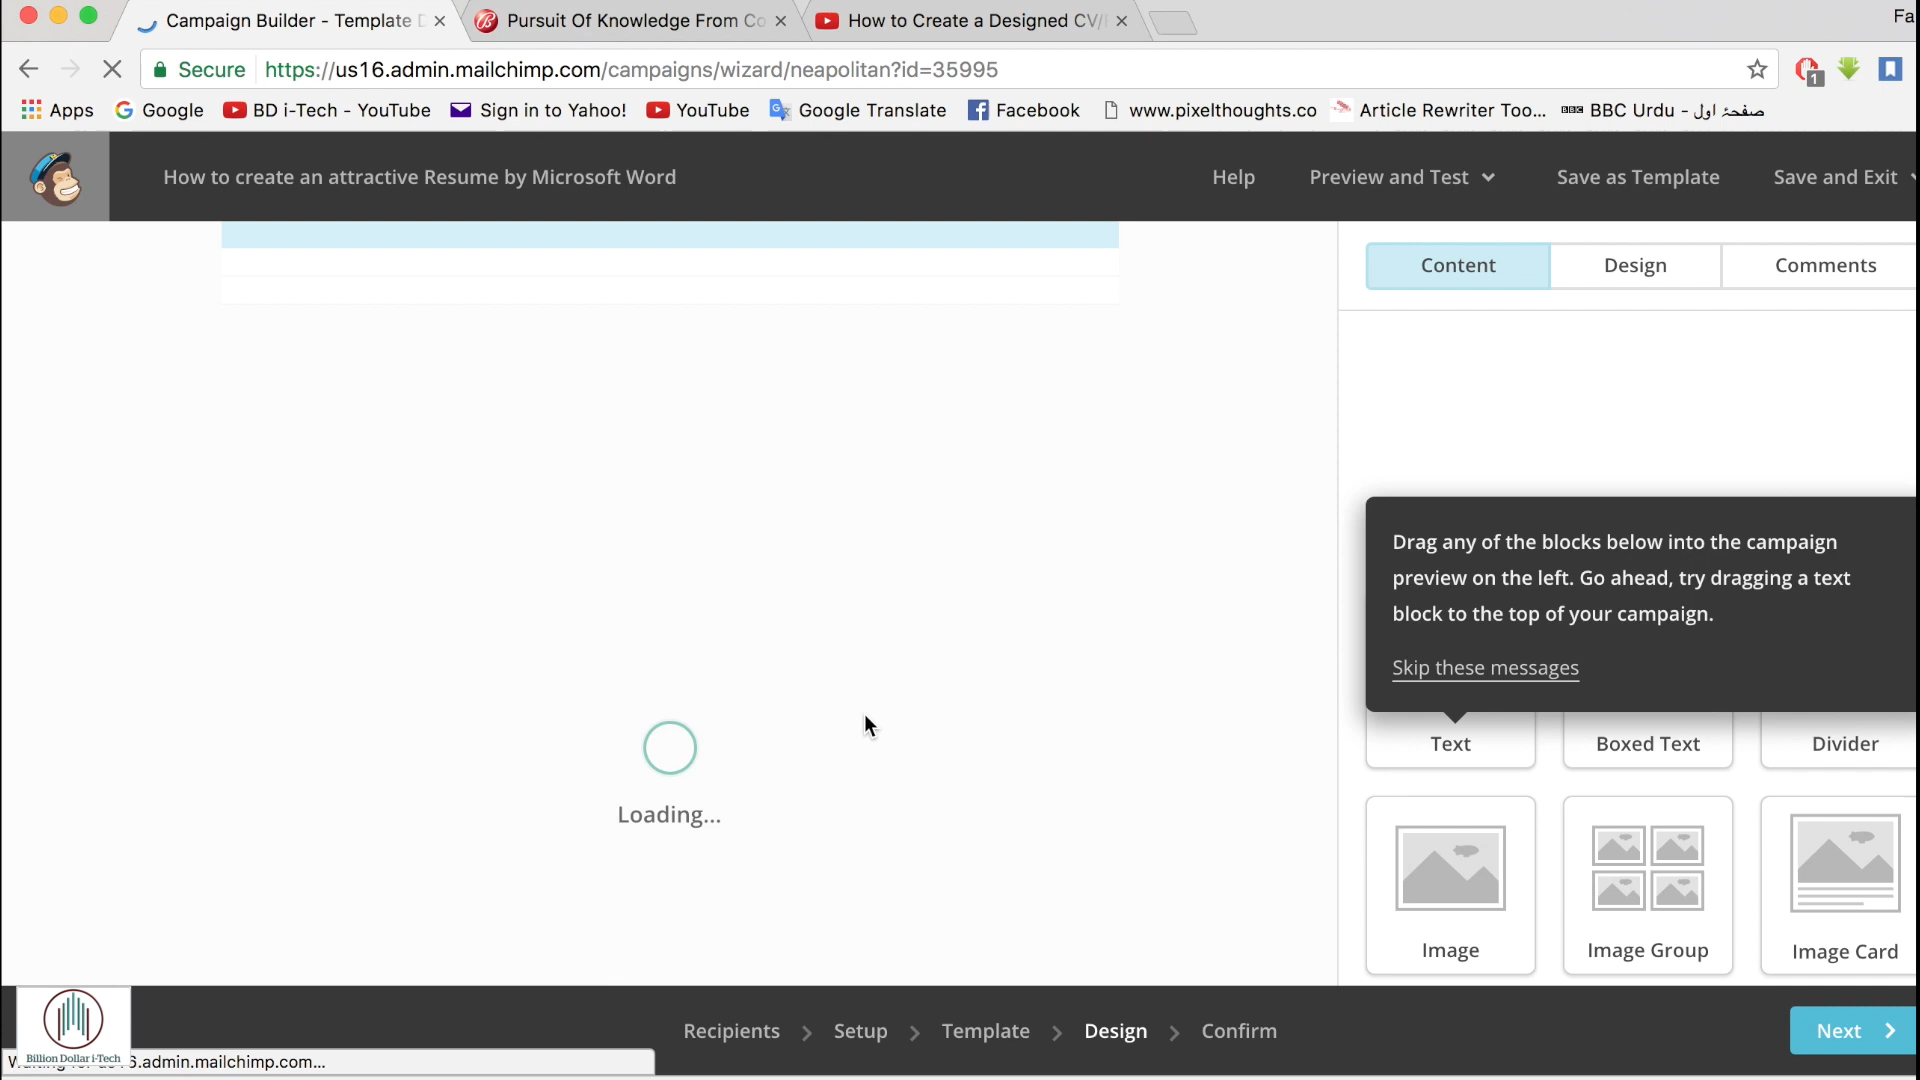 Campaign Builder - Template D
Pursuit Of Knowledge From Co
How to Create a Designed CV/
Fa
Secure
https://us16.admin.mailchimp.com/campaigns/wizard/neapolitan?id=35995
1
Apps
Google
BD i-Tech - YouTube
Sign in to Yahoo!
YouTube
Google Translate
Facebook
www.pixelthoughts.co
Article Rewriter Too...
BBC
BBC Urdu - صفحۂ اول
How to create an attractive Resume by Microsoft Word
Help
Preview and Test
Save as Template
Save and Exit
Content
Design
Comments
Drag any of the blocks below into the campaign
preview on the left. Go ahead, try dragging a text
block to the top of your campaign.
Skip these messages
Text
Boxed Text
Divider
Loading...
Image
Image Group
Image Card
Billion Dollar i-Tech
Recipients
Setup
Template
Design
Confirm
Next
6.admin.mailchimp.com...